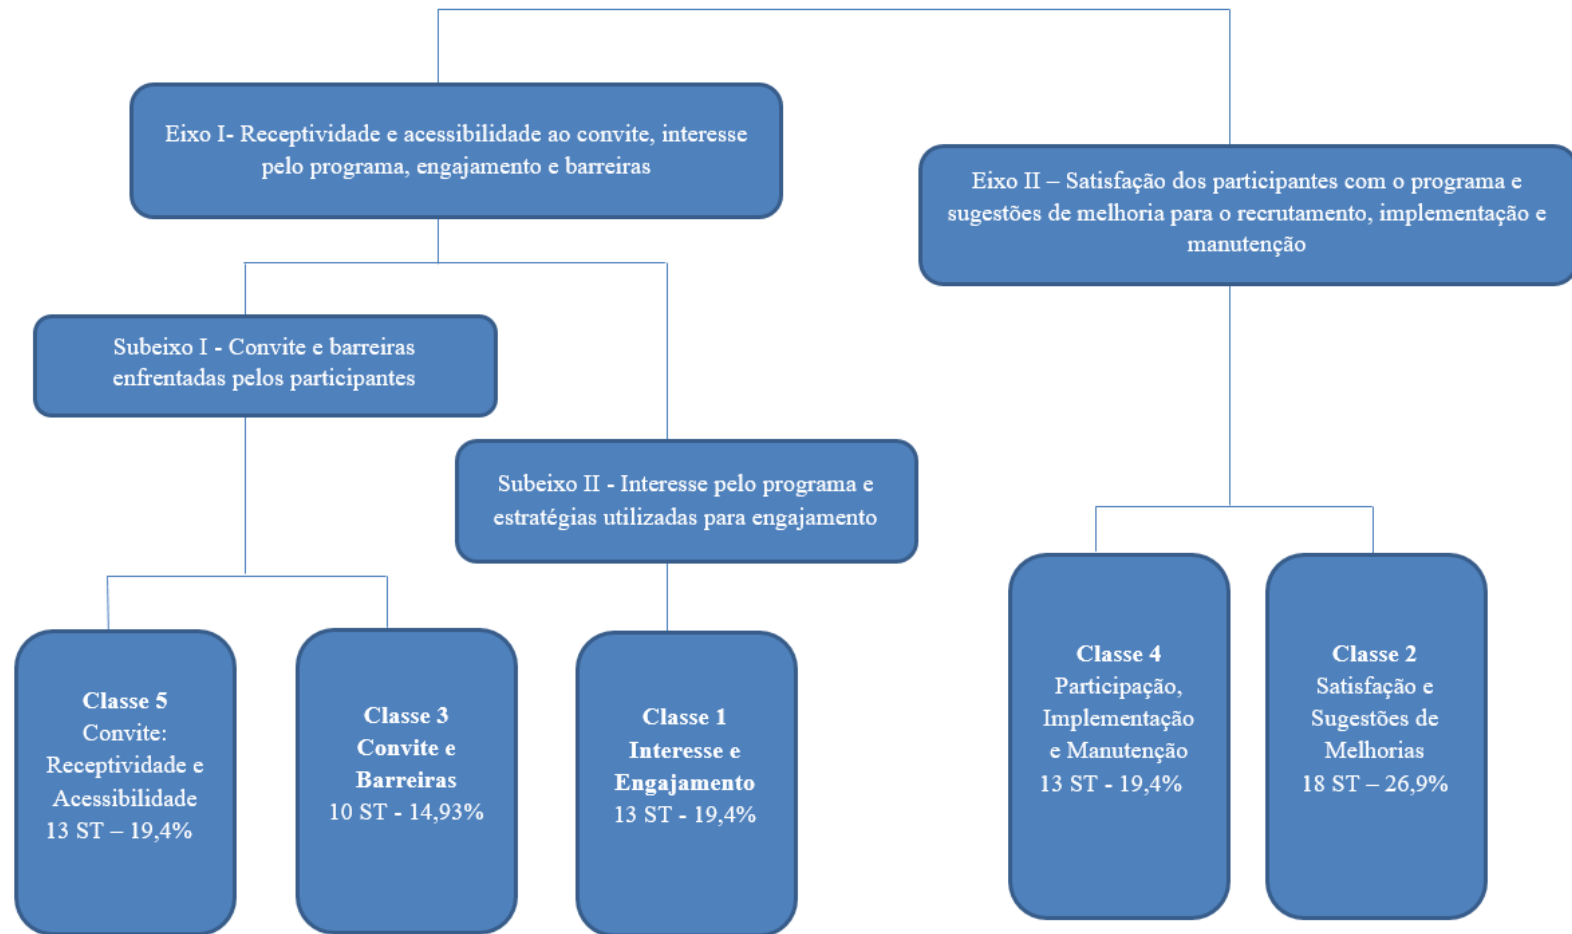 Eixo I- Receptividade e acessibilidade ao convite, interesse
pelo programa, engajamento e barreiras
Eixo II – Satisfação dos participantes com o programa e
sugestões de melhoria para o recrutamento, implementação e
manutenção
Subeixo I - Convite e barreiras
enfrentadas pelos participantes
Subeixo II - Interesse pelo programa e
estratégias utilizadas para engajamento
Classe 5
Convite:
Receptividade e
Acessibilidade
13 ST – 19,4%
Classe 3
Convite e
Barreiras
10 ST - 14,93%
Classe 1
Interesse e
Engajamento
13 ST - 19,4%
Classe 4
Participação,
Implementação
e Manutenção
13 ST - 19,4%
Classe 2
Satisfação e
Sugestões de
Melhorias
18 ST – 26,9%